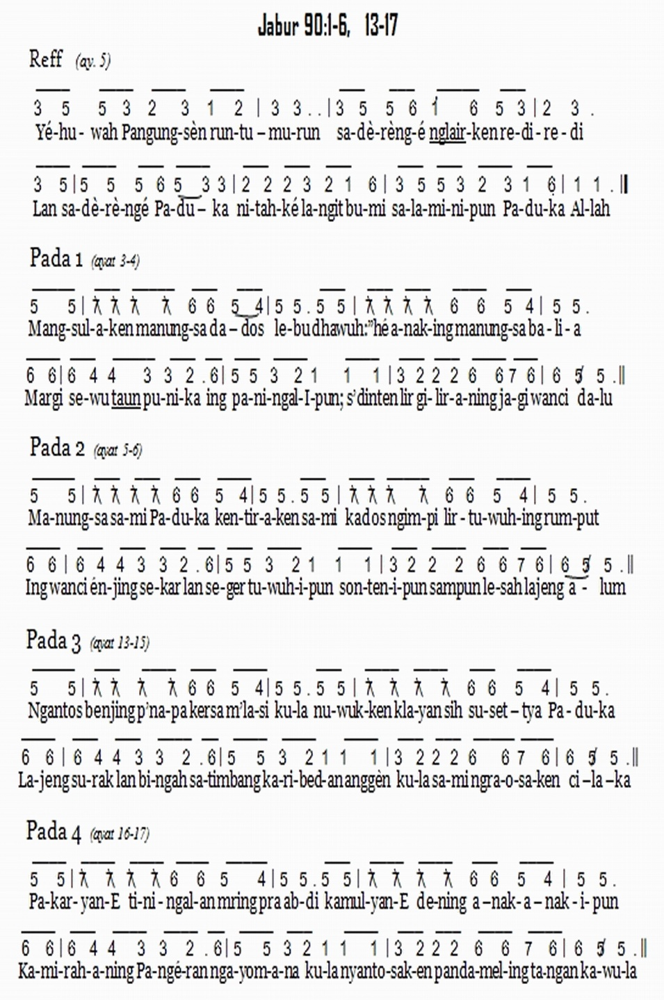 Jabur 90:1-6, 13-17
Reff (ay. 5)
3 5 5 3 2 3 1 2 | 3 3 . . | 3 5 5 6 1̇ 6 5 3 | 2 3 .
Yé-hu- wah Pangung-sèn run-tu – mu-run sa-dè-rèng-é nglair-ken re-di-re-di
3 5 | 5 5 5 6 5 3 3 | 2 2 2 3 2 1 6 | 3 5 5 3 2 3 1 6̣ | 1 1 . ||
Lan sa-dè-rè-ngé Pa-du – ka ni-tah-ké la-ngit bu-mi sa-la-mi-ni-pun Pa-du-ka Al-lah
Pada 1 (ayat 3-4)
5 5 | 7̸ 7̸ 7̸ 7̸ 6 6 5 4 | 5 5 . 5 5 | 7̸ 7̸ 7̸ 7̸ 6 6 5 4 | 5 5 .
Mang-sul-a-ken manung-sa da – dos le-bu dhawuh:”hé a-nak-ing manung-sa ba-li-a
6 6 | 6 4 4 3 3 2 . 6 | 5 5 3 2 1 1 1 | 3 2 2 2 6 6 7 6 | 6 5̸ 5 . ||
Margi se-wu taun pu-ni-ka ing pa-ni-ngal-I-pun; s’dinten lir gi-lir-a-ning ja-gi wanci da-lu
Pada 2 (ayat 5-6)
5 5 | 7̸ 7̸ 7̸ 7̸ 6 6 5 4 | 5 5 . 5 5 | 7̸ 7̸ 7̸ 7̸ 6 6 5 4 | 5 5 .
Ma-nung-sa sa-mi Pa-du-ka ken-tir-a-ken sa-mi kados ngim-pi lir-tu-wuh-ing rum-put
6 6 | 6 4 4 3 3 2 . 6 | 5 5 3 2 1 1 1 | 3 2 2 2 6 6 7 6 | 6 5̸ 5 . ||
Ing wanci én-jing se-kar lan se-ger tu-wuh-i-pun son-ten-i-pun sampun le-sah lajeng a - lum
Pada 3 (ayat 13-15)
5 5 | 7̸ 7̸ 7̸ 7̸ 6 6 5 4 | 5 5 . 5 5 | 7̸ 7̸ 7̸ 7̸ 6 6 5 4 | 5 5 .
Ngantos benjing p’na-pa kersa m’la-si ku-la nu-wuk-ken kla-yan sih su-set – tya Pa-du-ka
6 6 | 6 4 4 3 3 2 . 6 | 5 5 3 2 1 1 1 | 3 2 2 2 6 6 7 6 | 6 5̸ 5 . ||
La-jeng su-rak lan bi-ngah sa-timbang ka-ri-bed-an anggèn ku-la sa-mi ngra-o-sa-ken ci –la –ka
Pada 4 (ayat 16-17)
5 5 | 7̸ 7̸ 7̸ 7̸ 6 6 5 4 | 5 5 . 5 5 | 7̸ 7̸ 7̸ 7̸ 6 6 5 4 | 5 5 .
Pa-kar-yan-E ti-ni-ngal-an mring pra ab-di kamul-yan-E de-ning a –nak-a –nak-i-pun
6 6 | 6 4 4 3 3 2 . 6 | 5 5 3 2 1 1 1 | 3 2 2 2 6 6 7 6 | 6 5̸ 5 . ||
Ka-mi-rah-a-ning Pa-ngé-ran nga-yom-a-na ku-la nyanto-sak-en panda-mel-ing ta-ngan ka-wu-la